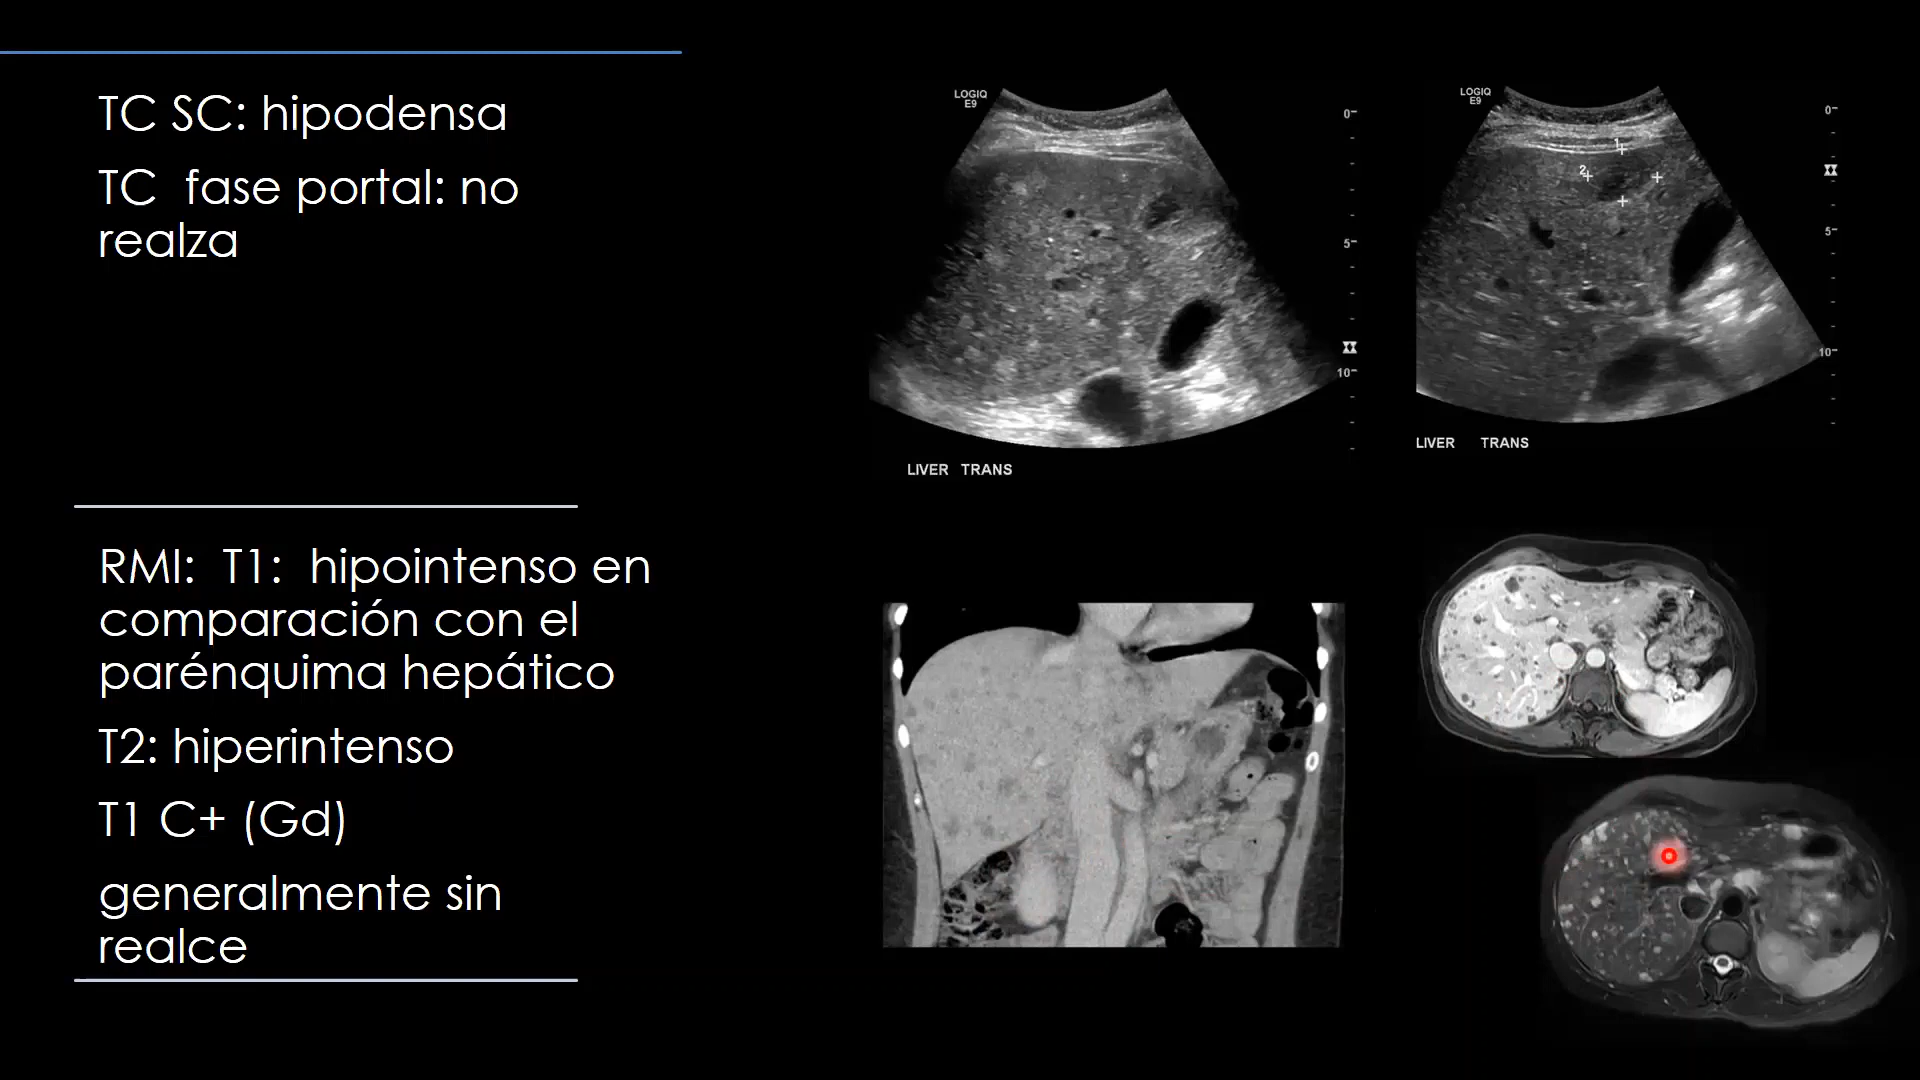 TC SC: hipodensa
TC fase portal: no
realza
RMI: T1: hipointenso en
comparación con el
parénquima hepático
T2: hiperintenso
T1 C+ (Gd)
generalmente sin
realce
LOGIQ
E9
0
5
10
LIVER TRANS
LOGIQ
E9
1
2
0
5
10
LIVER TRANS